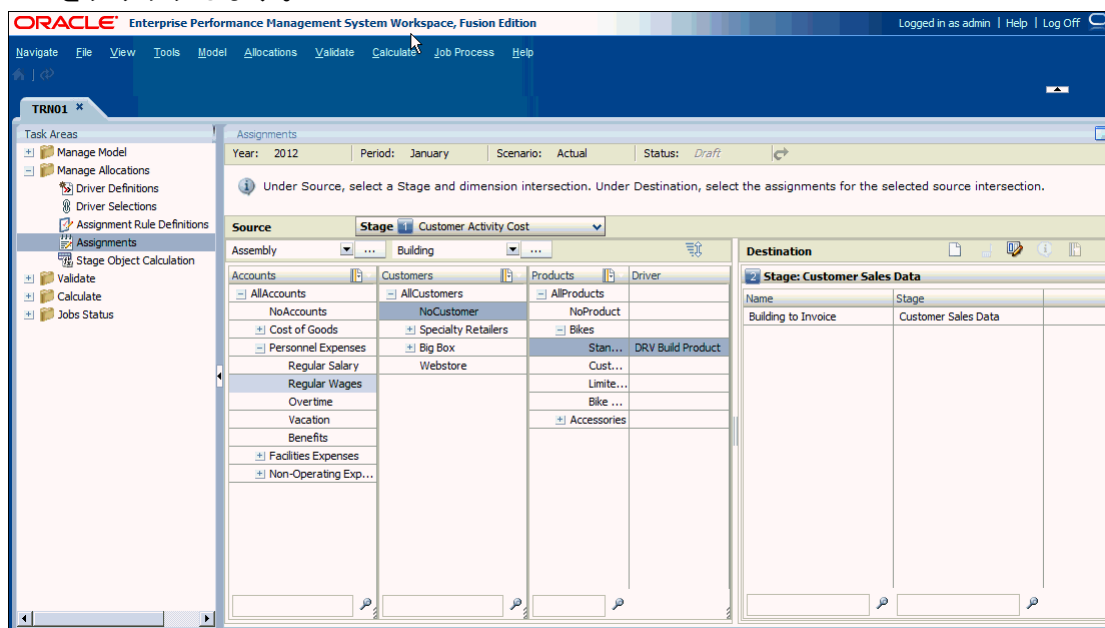 ORACLE Enterprise Performance Management System Workspace, Fusion Edition
Logged in as admin | Help | Log Off
Navigate File View Tools Model Allocations Validate Calculate Job Process Help
TRN01 ×
Task Areas
Manage Model
Manage Allocations
Driver Definitions
Driver Selections
Assignment Rule Definitions
Assignments
Stage Object Calculation
Validate
Calculate
Jobs Status
Assignments
Year: 2012 Period: January Scenario: Actual Status: Draft
Under Source, select a Stage and dimension intersection. Under Destination, select the assignments for the selected source intersection.
Source Stage 1 Customer Activity Cost
Assembly ... Building ...
Accounts Customers Products Driver
AllAccounts AllCustomers AllProducts
NoAccounts NoCustomer NoProduct
Cost of Goods Specialty Retailers Bikes
Personnel Expenses Big Box Stan... DRV Build Product
Regular Salary Webstore Cust...
Regular Wages Limite...
Overtime Bike ...
Vacation Accessories
Benefits
Facilities Expenses
Non-Operating Exp...
Destination
2 Stage: Customer Sales Data
Name Stage
Building to Invoice Customer Sales Data